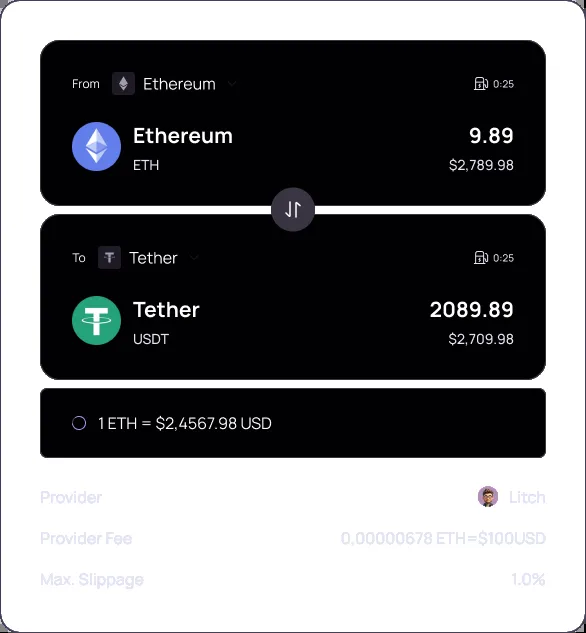 From Ethereum 0:25
Ethereum 9.89
ETH $2,789.98
To Tether 0:25
Tether 2089.89
USDT $2,709.98
1 ETH = $2,4567.98 USD
Provider Litch
Provider Fee 0.00000678 ETH=$100USD
Max. Slippage 1.0%